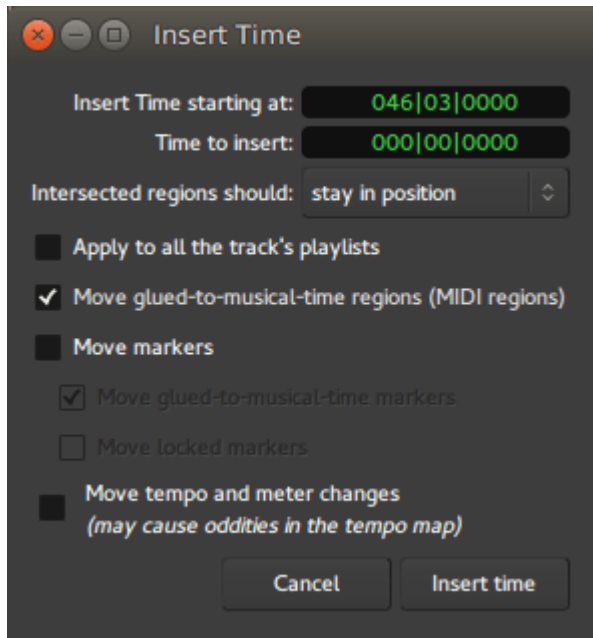 Insert Time
Insert Time starting at: 046|03|0000
Time to insert: 000|00|0000
Intersected regions should: stay in position
Apply to all the track's playlists
Move glued-to-musical-time regions (MIDI regions)
Move markers
Move glued-to-musical-time markers
Move locked markers
Move tempo and meter changes
(may cause oddities in the tempo map)
Cancel Insert time